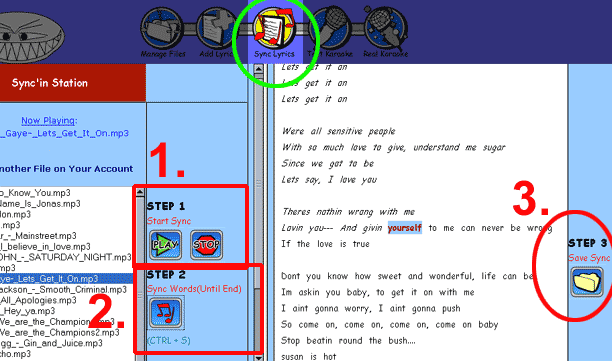 Manage Files
Add Lyri
Sync Lyrics
Karaoke
Real Karaoke
Sync'in Station
Now Playing:
_Gaye-_Lets_Get_It_On.mp3
nother File on Your Account
o_Know_You.mp3
Name_Is_Jonas.mp3
lon.mp3
r.mp3
r_-_Mainstreet.mp3
l_believe_in_love.mp3
OHN_-_SATURDAY_NIGHT.mp3
mp3
aye-_Lets_Get_It_On.mp3
ackson_-_Smooth_Criminal.mp3
All_Apologies.mp3
ng_ya.mp3
We_are_the_Champions.mp3
We_are_the_Champions2.mp3
gg_-_Gin_and_Juice.mp3
cho.mp3
1.
STEP 1
Start Sync
PLAY
STOP
2.
STEP 2
Sync Words(Until End)
(CTRL + S)
Lets get it on
Lets get it on
Lets get it on
Were all sensitive people
With so much love to give, understand me sugar
Since we got to be
Lets say, I love you
Theres nathin wrang with me
Lavin you--- And givin yourself to me can never be wrong
If the love is true
Dont you know how sweet and wonderful, life can be
Im askin you baby, to get it on with me
I aint gonna worry, I aint gonna push
So come on, come on, come on, come on baby
Stop beatin round the bush....
susan is hot
3.
STEP 3
Save Sync